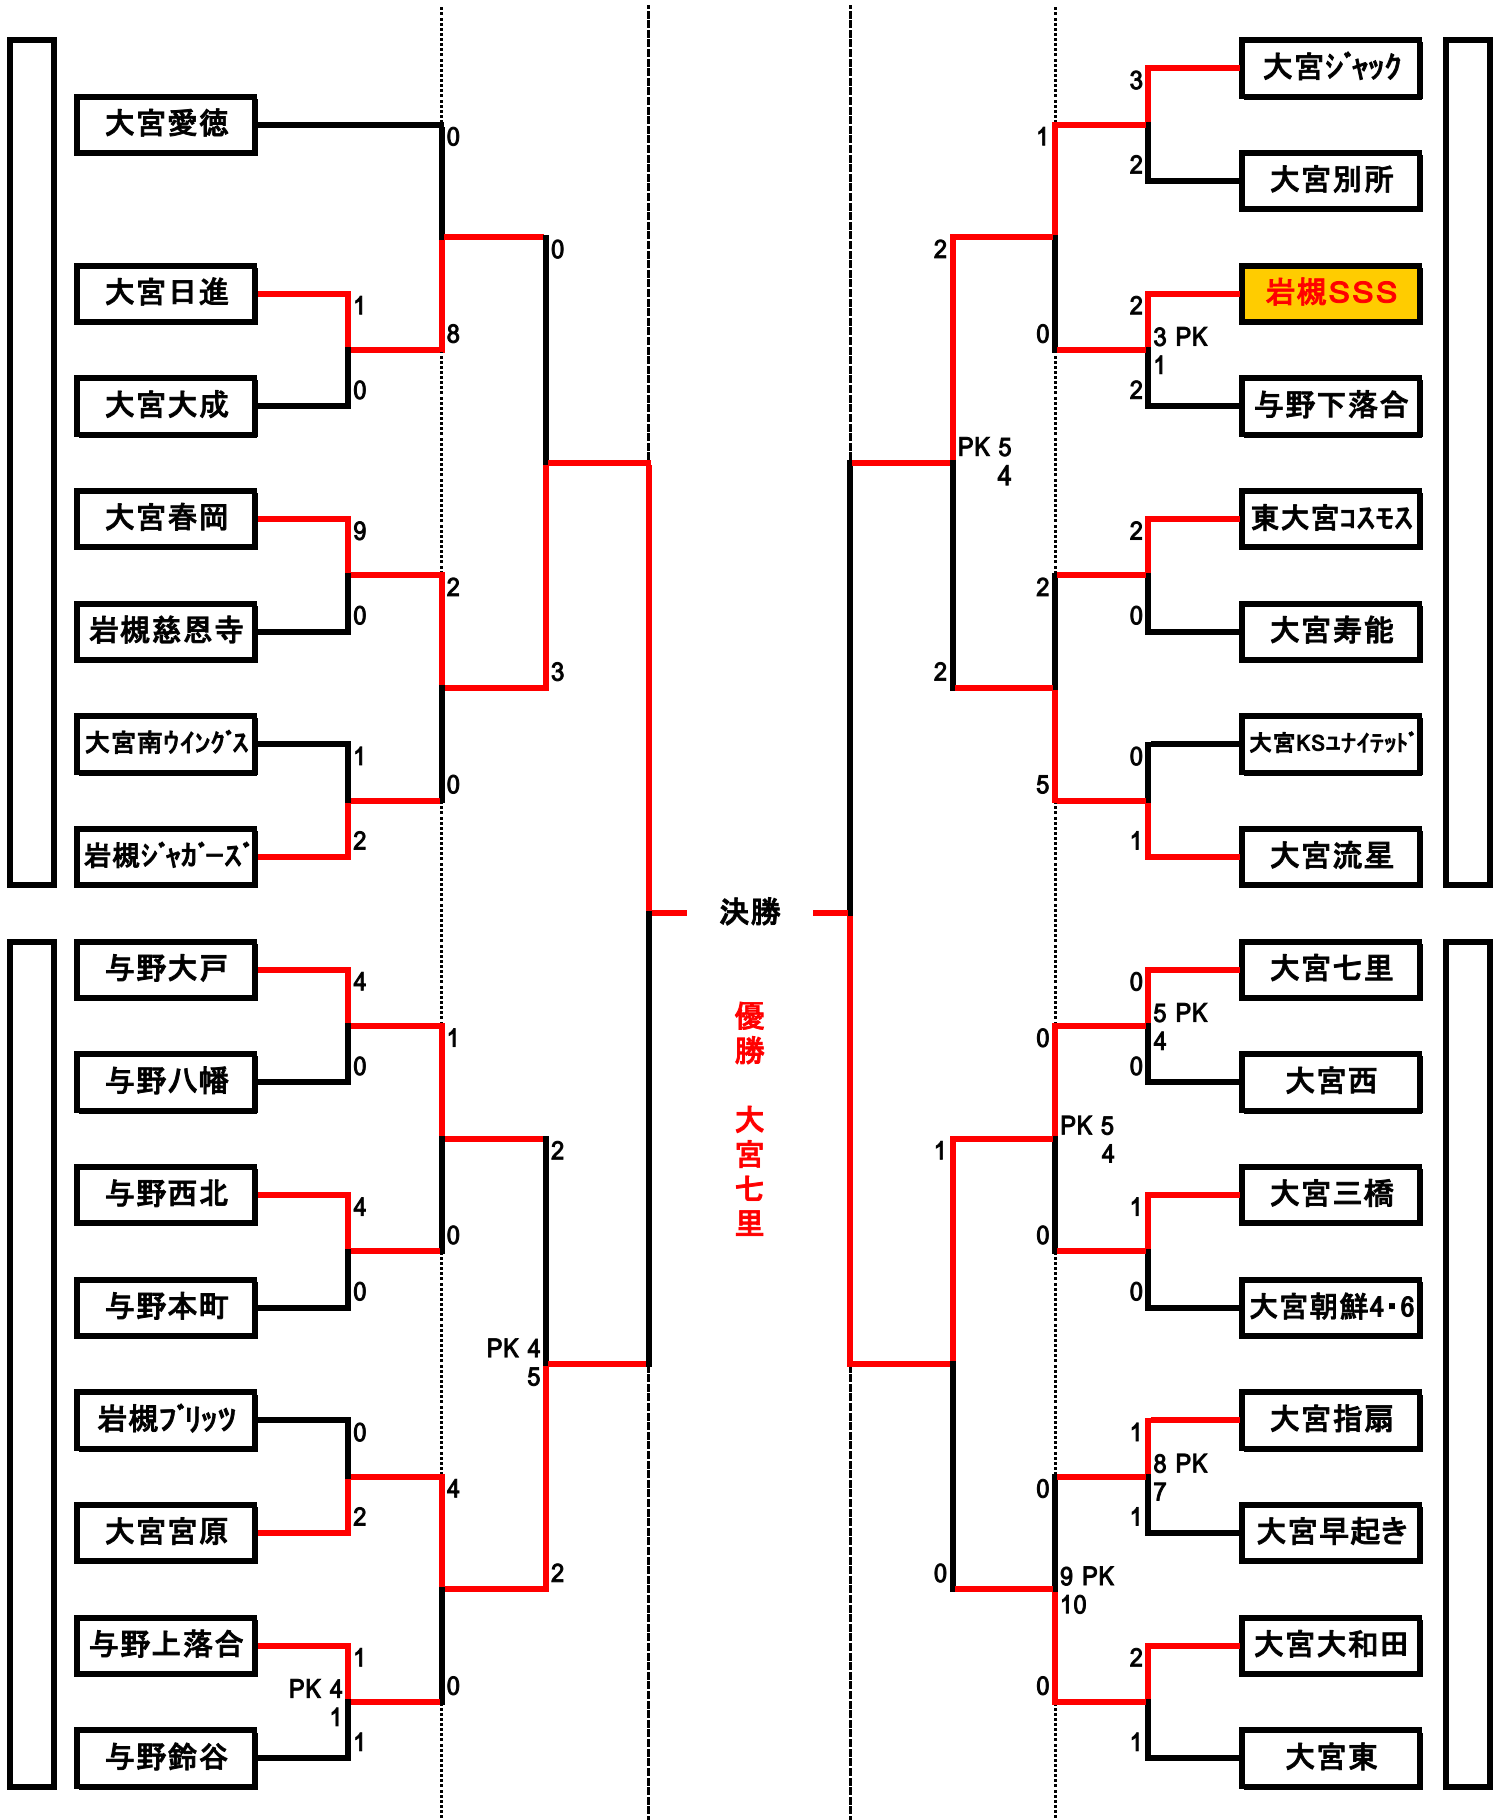 大宮愛徳
0
大宮日進
1
8
0
大宮大成
0
大宮春岡
9
2
岩槻慈恩寺
0
3
大宮南ウイングス
1
0
岩槻ジャガーズ
2
与野大戸
4
1
与野八幡
0
2
与野西北
4
0
与野本町
0
PK 4
5
岩槻ブリッツ
0
4
大宮宮原
2
2
与野上落合
1
0
PK 4
1
与野鈴谷
1
決勝
優勝 大宮七里
大宮ジャック
3
1
大宮別所
2
2
岩槻SSS
2
0
3 PK
1
与野下落合
2
PK 5
4
東大宮コスモス
2
2
大宮寿能
0
2
大宮KSユナイテッド
0
5
大宮流星
1
大宮七里
0
5 PK
4
0
大宮西
0
PK 5
4
1
大宮三橋
1
0
大宮朝鮮4・6
0
大宮指扇
1
8 PK
7
0
大宮早起き
1
9 PK
10
0
大宮大和田
2
0
大宮東
1